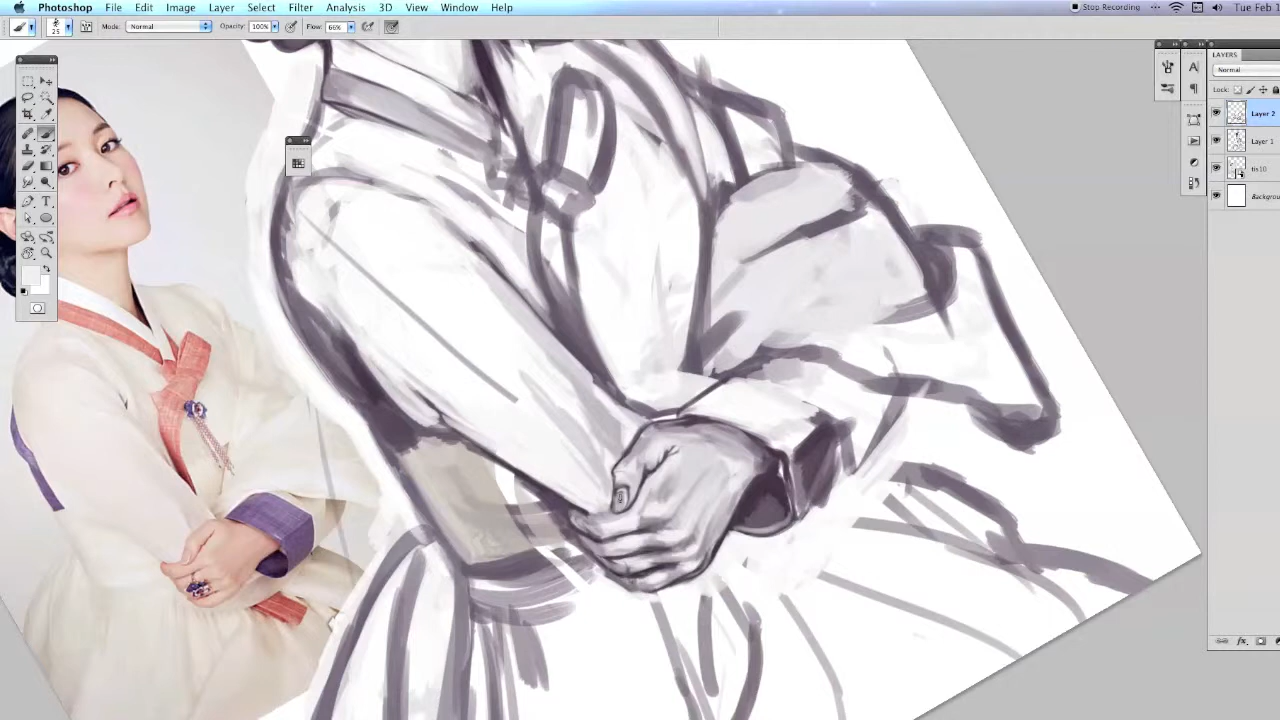 Photoshop File Edit Image Layer Select Filter Analysis 3D View Window Help Stop Recording Tue Feb 1
25 Mode: Normal Opacity: 100% Flow: 66%
LAYERS
Normal
Lock:
Layer 2
Layer 1
Backgrou